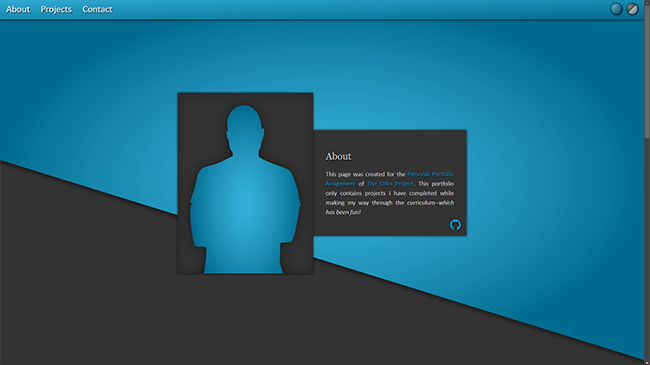 About Projects Contact
About
This page was created for the Personal Portfolio
Assignment of The Odin Project. This portfolio
only contains projects I have completed while
making my way through the curriculum--which
has been fun!